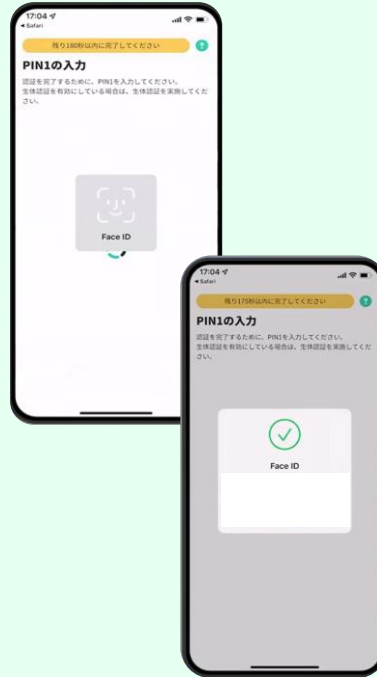 17:04
◀ Safari
残り180秒以内に完了してください
?
PIN1の入力
認証を完了するために、PIN1を入力してください。
生体認証を有効にしている場合は、生体認証を実施してくだ
さい。
Face ID
17:04
◀ Safari
残り175秒以内に完了してください
?
PIN1の入力
認証を完了するために、PIN1を入力してください。
生体認証を有効にしている場合は、生体認証を実施してくだ
さい。
Face ID